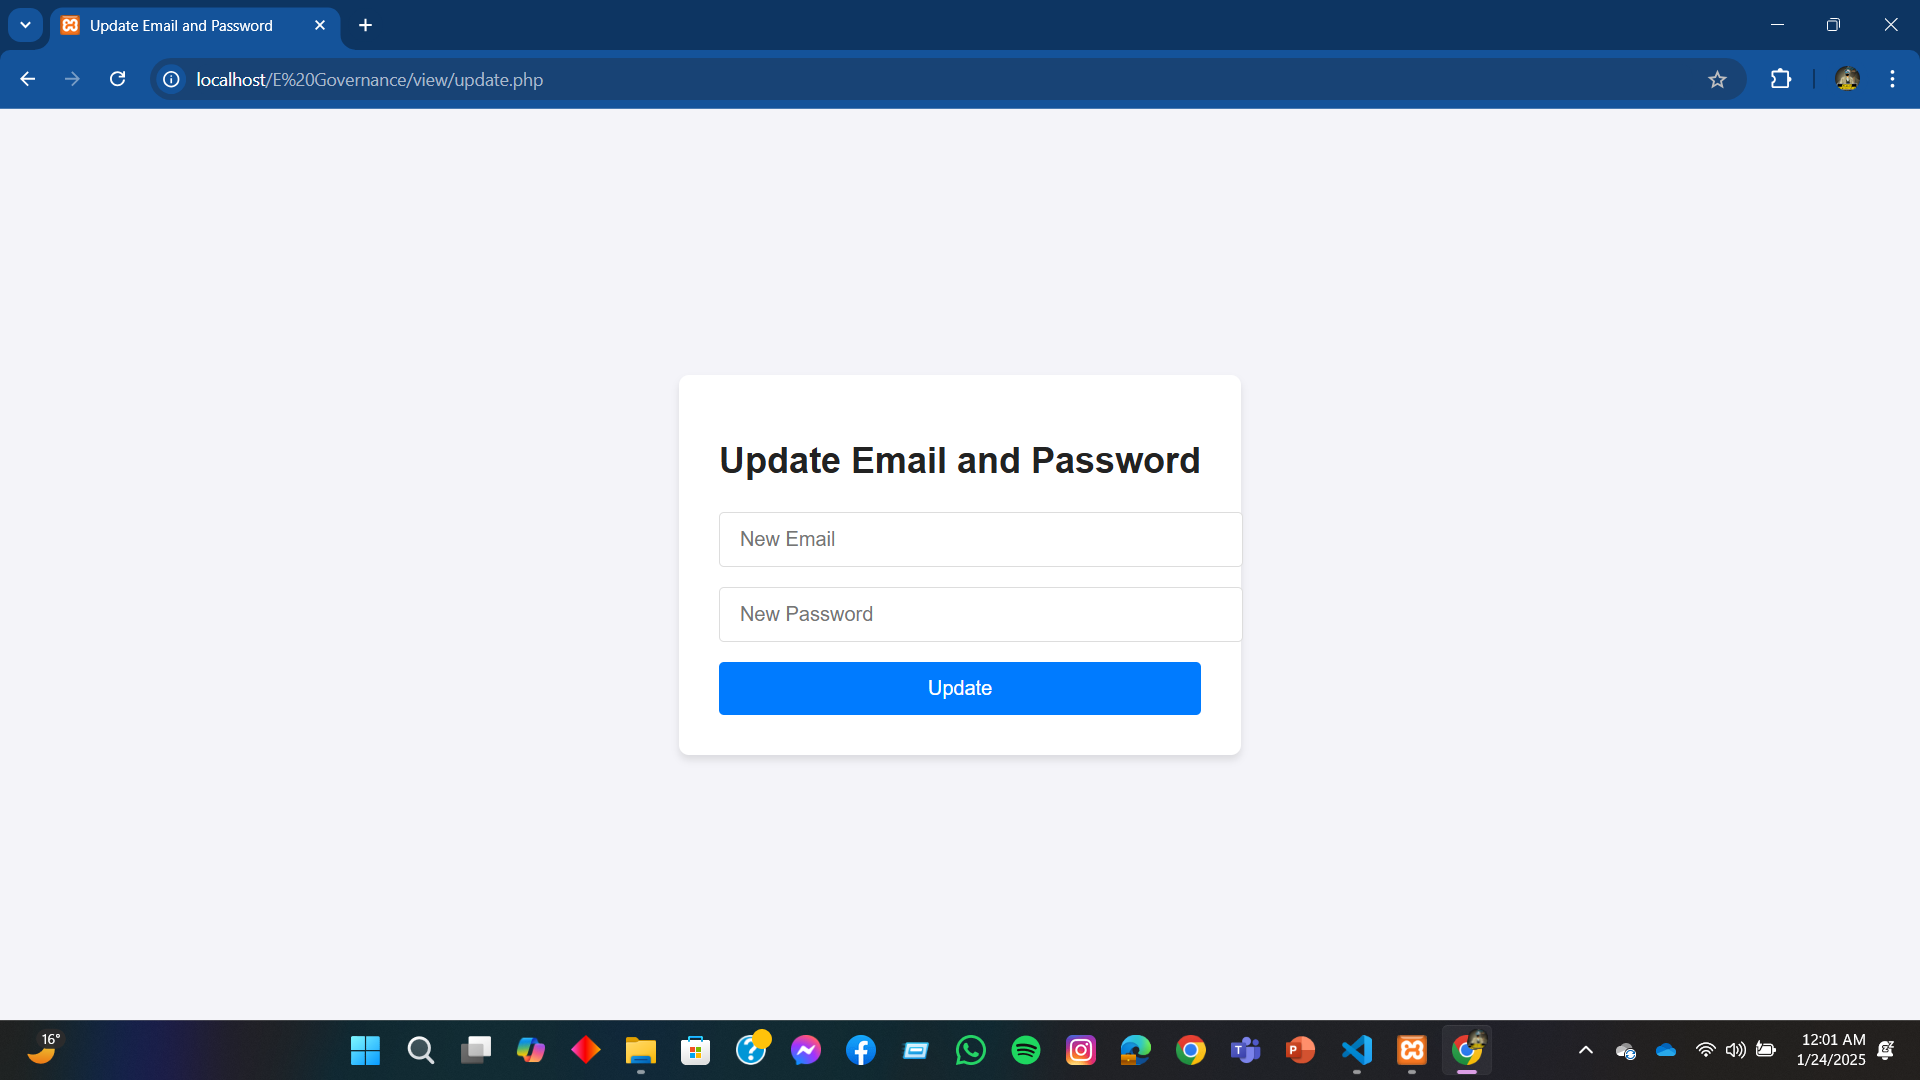 Update Email and Password
localhost/E%20Governance/view/update.php
Update Email and Password
New Email
New Password
Update
16°
12:01 AM
1/24/2025